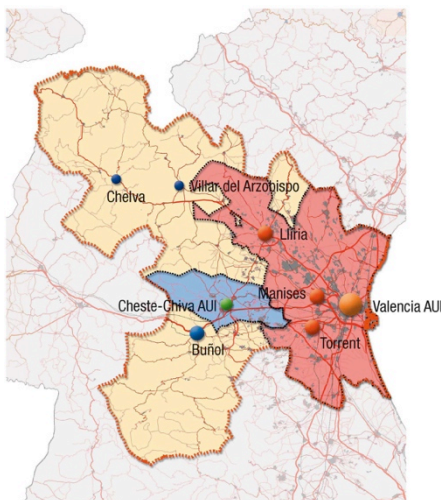 Villar del Arzobispo
Chelva
Llíria
Manises
Cheste-Chiva AUI
Valencia AUI
Buñol
Torrent